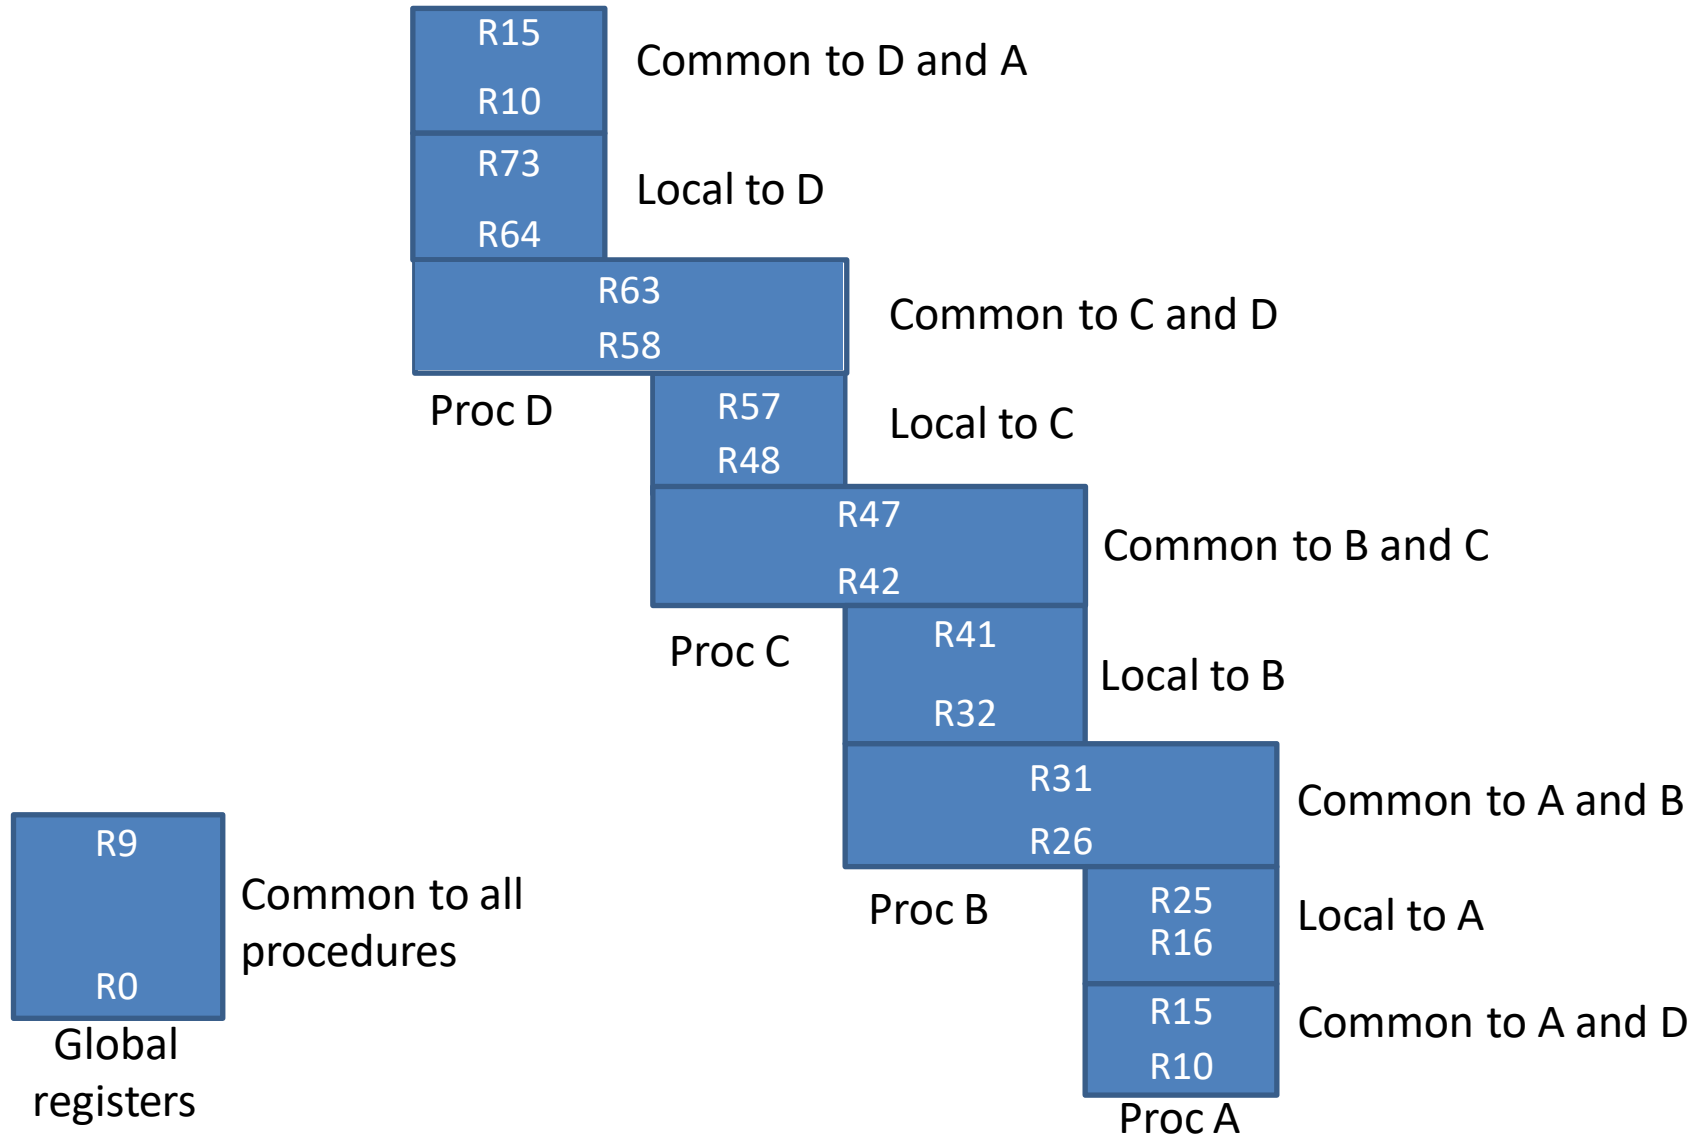 R15
Common to D and A
R10
R73
Local to D
R64
R63
Common to C and D
R58
Proc D
R57
Local to C
R48
R47
Common to B and C
R42
Proc C
R41
Local to B
R32
R31
Common to A and B
R26
Proc B
R25
Local to A
R16
R9
Common to all
procedures
R0
Global
registers
R15
Common to A and D
R10
Proc A